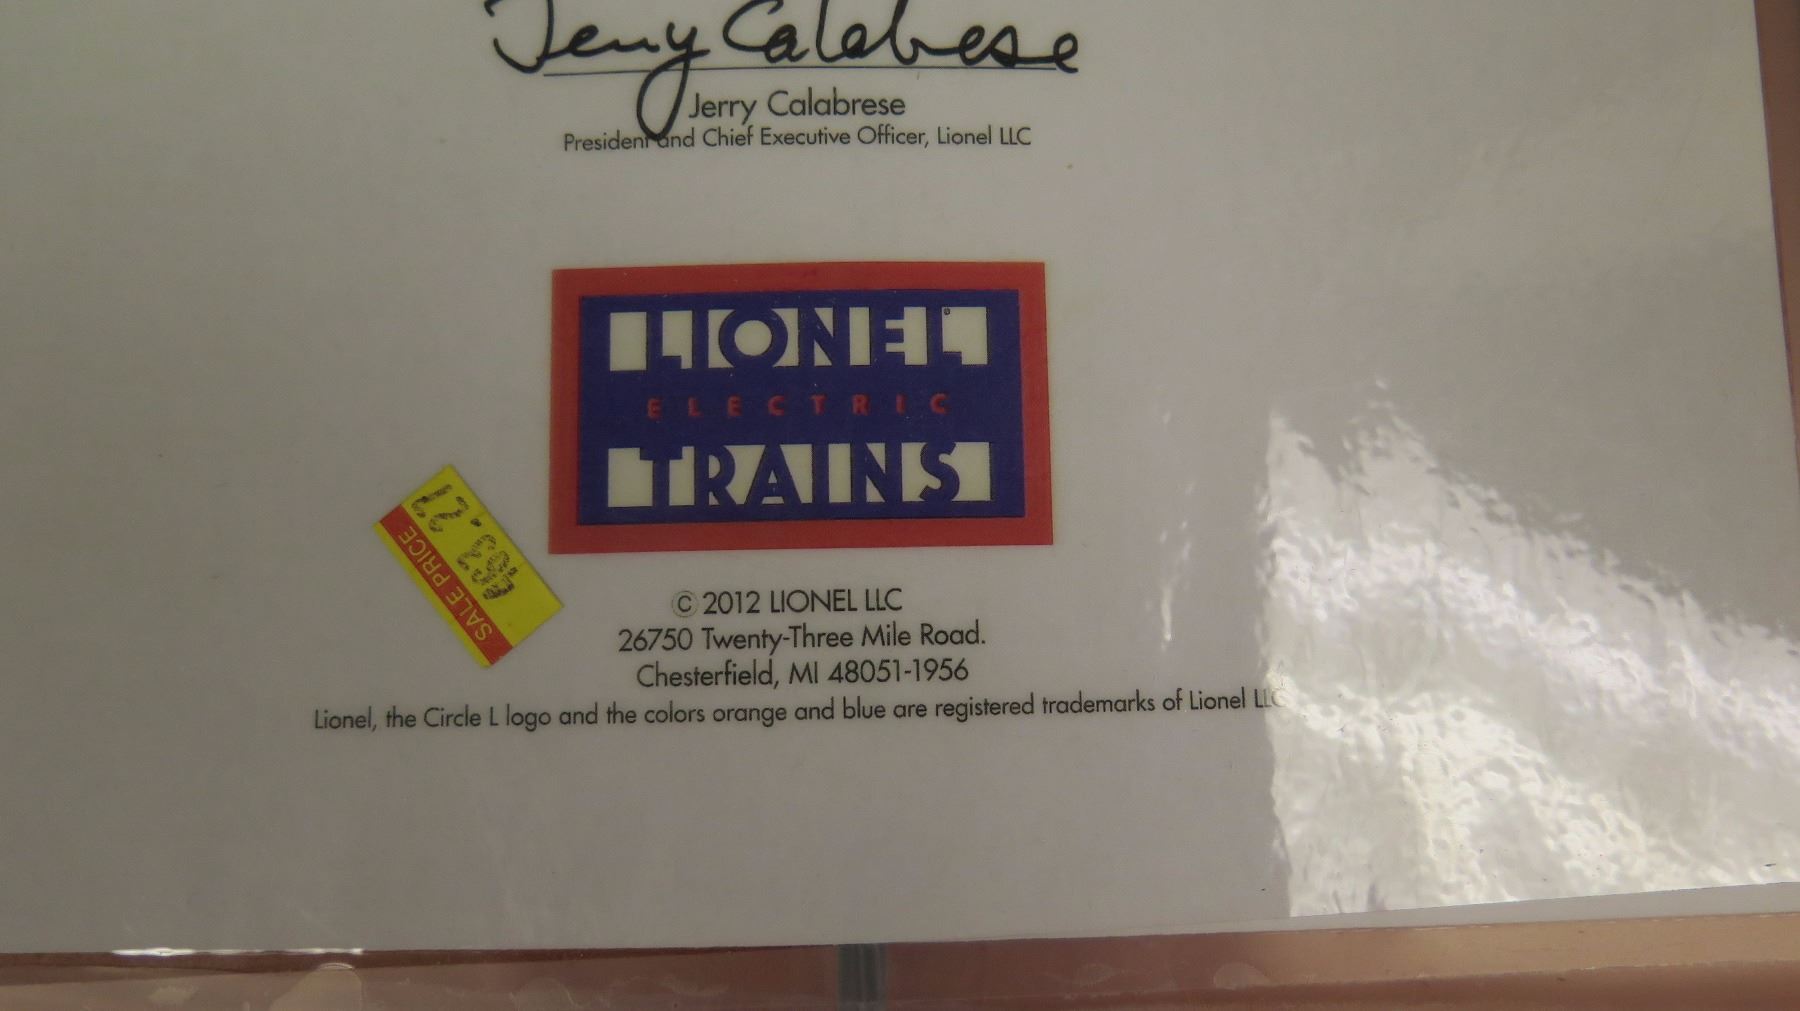 Jerry Calabrese
Jerry Calabrese
President and Chief Executive Officer, Lionel LLC
LIONEL®
ELECTRIC
TRAINS
SALE PRICE
© 2012 LIONEL LLC
26750 Twenty-Three Mile Road.
Chesterfield, MI 48051-1956
Lionel, the Circle L logo and the colors orange and blue are registered trademarks of Lionel LLC